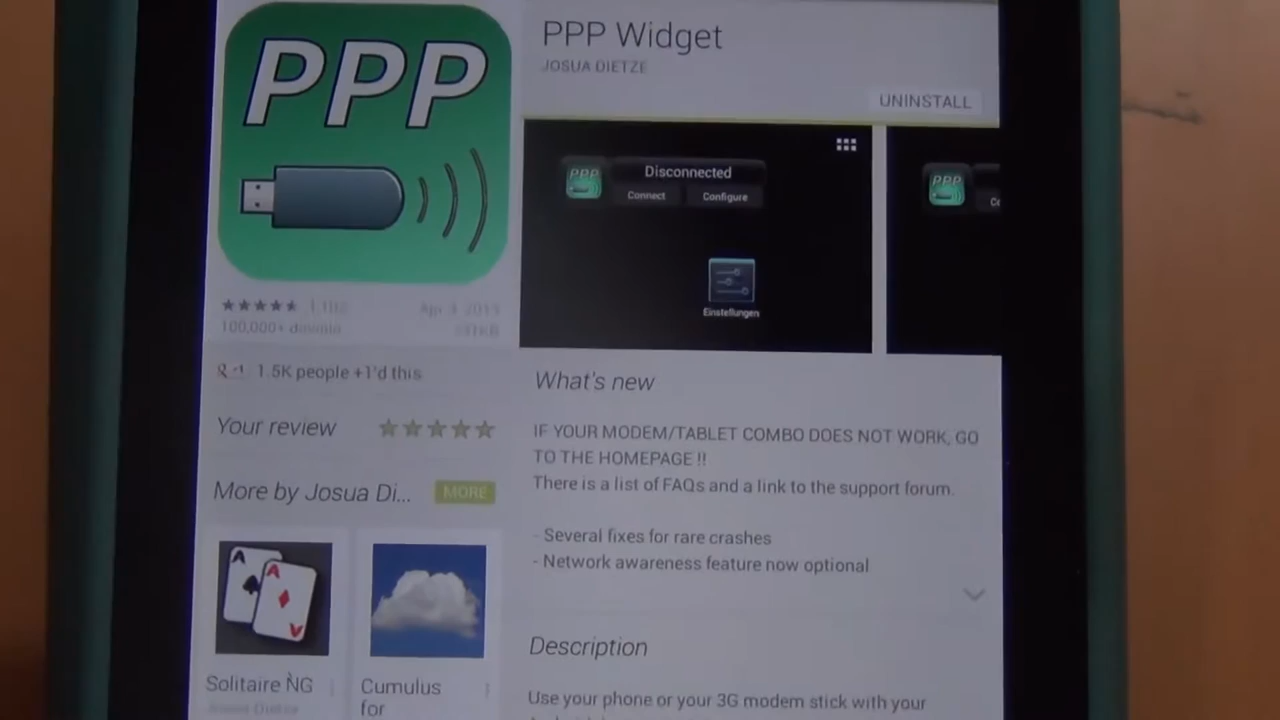 PPP
PPP Widget
JOSUA DIETZE
UNINSTALL
PPP
Disconnected
Connect
Configure
Einstellungen
PPP
100,000+
1.5K people +1'd this
Your review
More by Josua Di...
MORE
A
A
A
Solitaire NG
Josua Dietze
Cumulus
for
What's new
IF YOUR MODEM/TABLET COMBO DOES NOT WORK, GO
TO THE HOMEPAGE !!
There is a list of FAQs and a link to the support forum.
- Several fixes for rare crashes
- Network awareness feature now optional
Description
Use your phone or your 3G modem stick with your